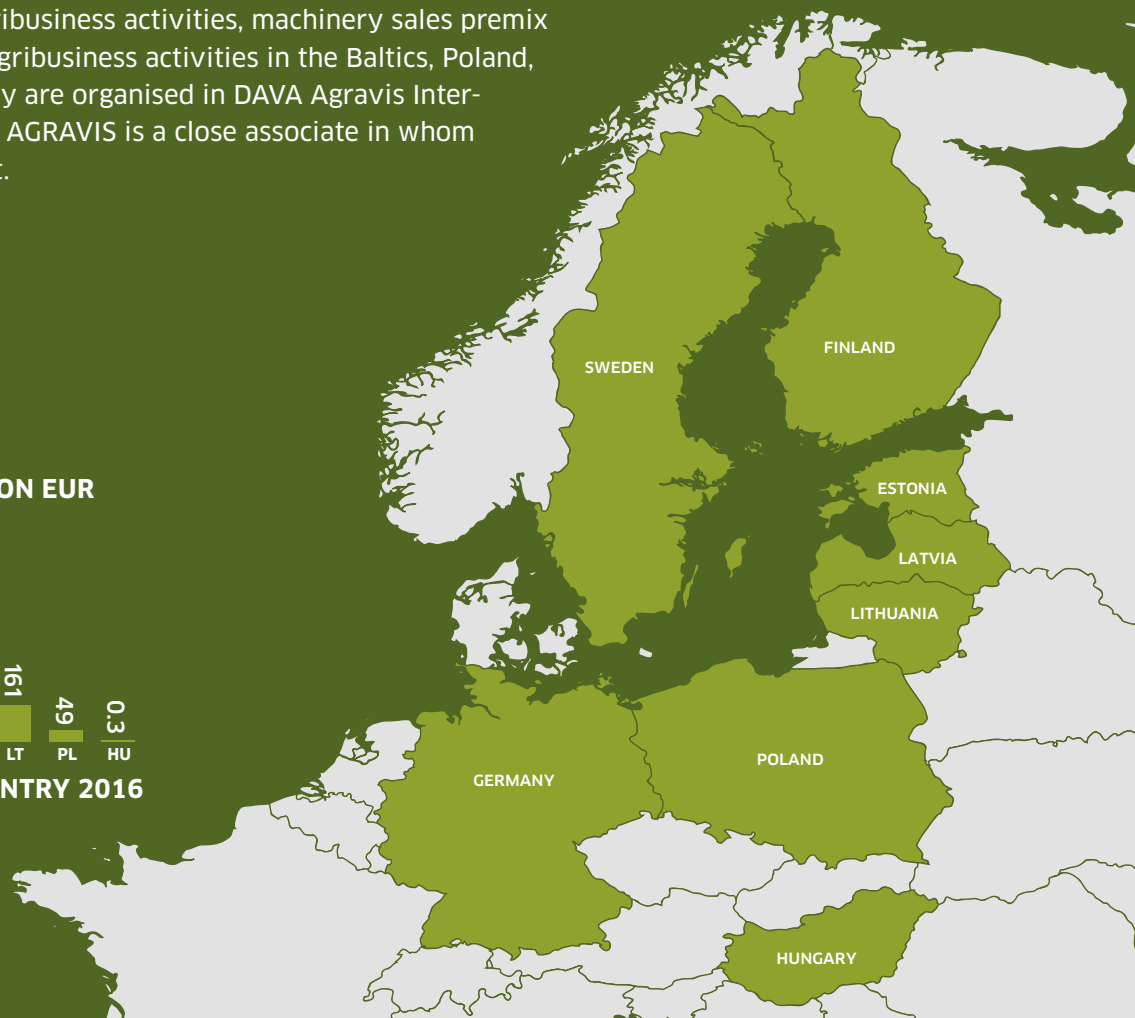 ribusiness activities, machinery sales premix
gribusiness activities in the Baltics, Poland,
y are organised in DAVA Agravis Inter-
AGRAVIS is a close associate in whom
t.
FINLAND
SWEDEN
ON EUR
ESTONIA
LATVIA
LITHUANIA
161
49
0.3
LT
PL
HU
POLAND
GERMANY
NTRY 2016
HUNGARY